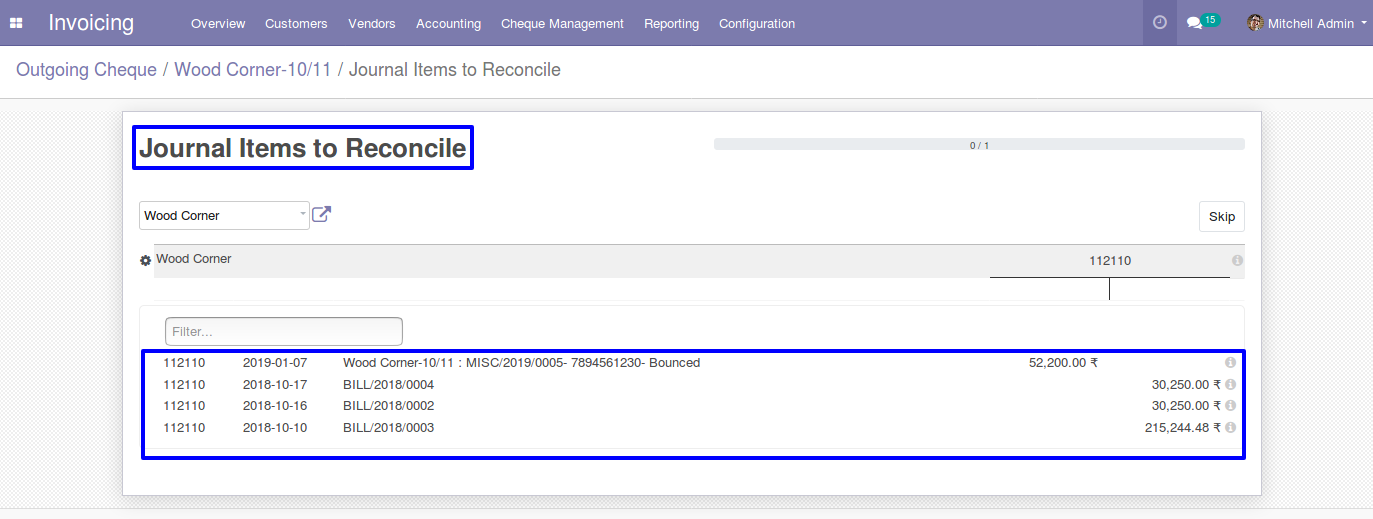 Invoicing Overview Customers Vendors Accounting Cheque Management Reporting Configuration 15 Mitchell Admin
Outgoing Cheque / Wood Corner-10/11 / Journal Items to Reconcile
Journal Items to Reconcile 0 / 1
Wood Corner Skip
Wood Corner 112110
Filter...
112110 2019-01-07 Wood Corner-10/11 : MISC/2019/0005- 7894561230- Bounced 52,200.00 ₹
112110 2018-10-17 BILL/2018/0004 30,250.00 ₹
112110 2018-10-16 BILL/2018/0002 30,250.00 ₹
112110 2018-10-10 BILL/2018/0003 215,244.48 ₹